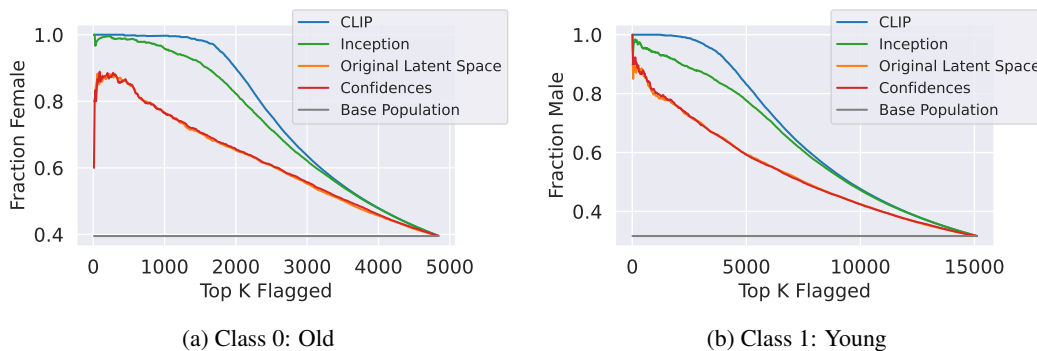 CLIP
Inception
Original Latent Space
Confidences
Base Population
1.0
0.8
0.6
0.4
Fraction Female
0 1000 2000 3000 4000 5000
Top K Flagged
(a) Class 0: Old
CLIP
Inception
Original Latent Space
Confidences
Base Population
1.0
0.8
0.6
0.4
Fraction Male
0 5000 10000 15000
Top K Flagged
(b) Class 1: Young